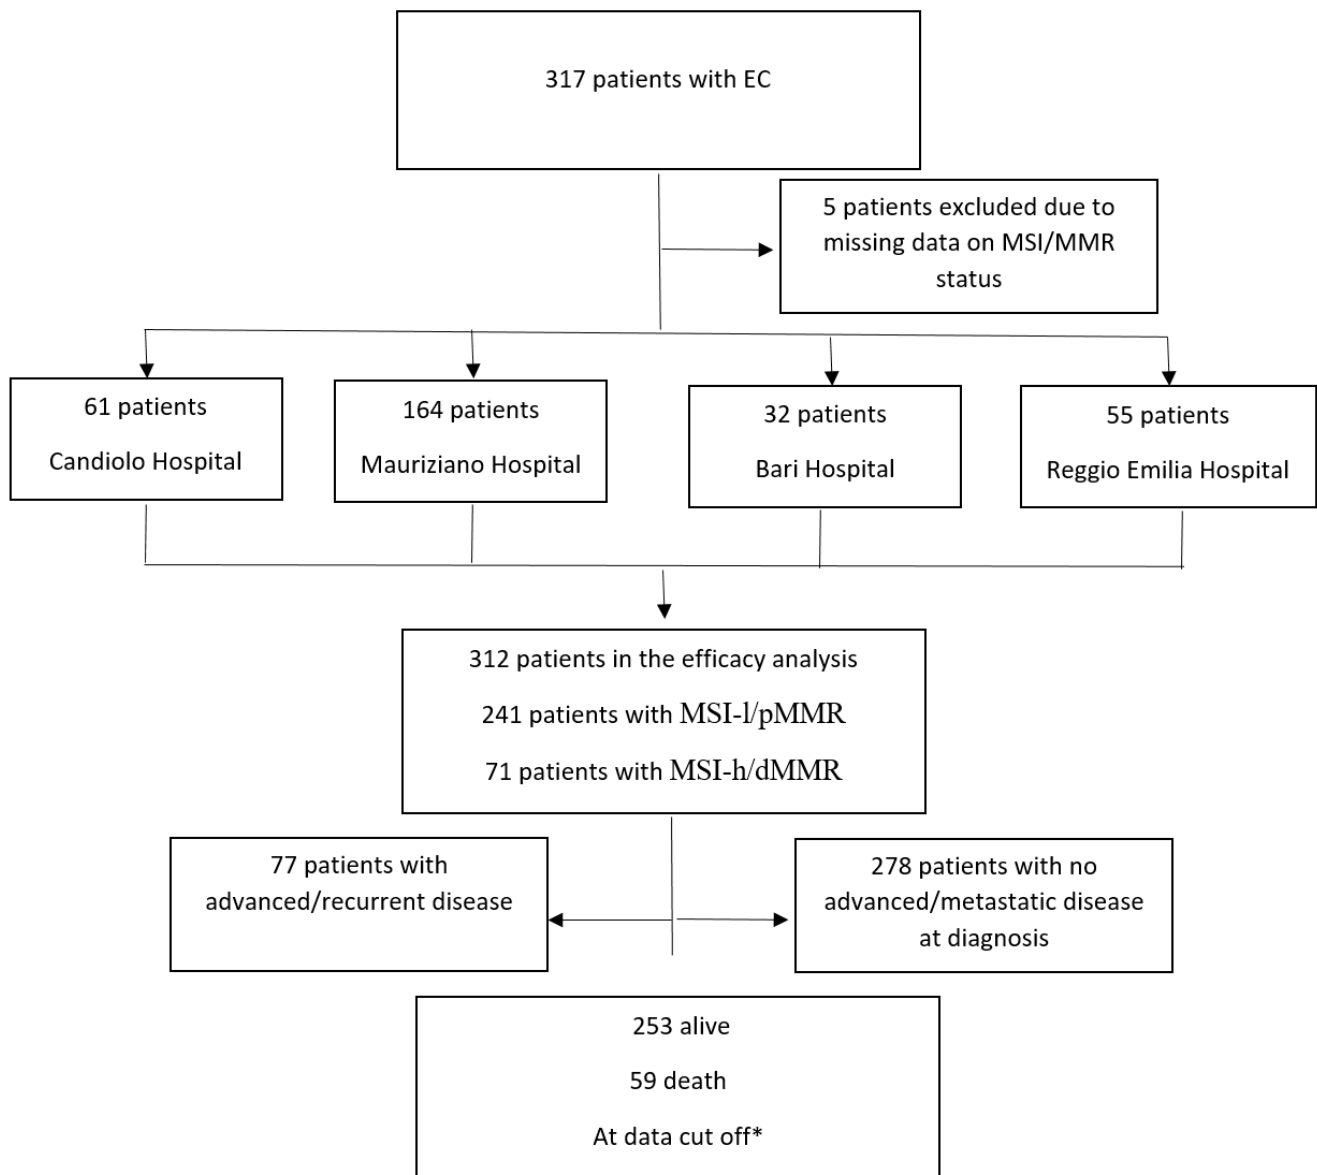 317 patients with EC
5 patients excluded due to
missing data on MSI/MMR
status
61 patients
Candiolo Hospital
164 patients
Mauriziano Hospital
32 patients
Bari Hospital
55 patients
Reggio Emilia Hospital
312 patients in the efficacy analysis
241 patients with MSI-l/pMMR
71 patients with MSI-h/dMMR
77 patients with
advanced/recurrent disease
278 patients with no
advanced/metastatic disease
at diagnosis
253 alive
59 death
At data cut off*